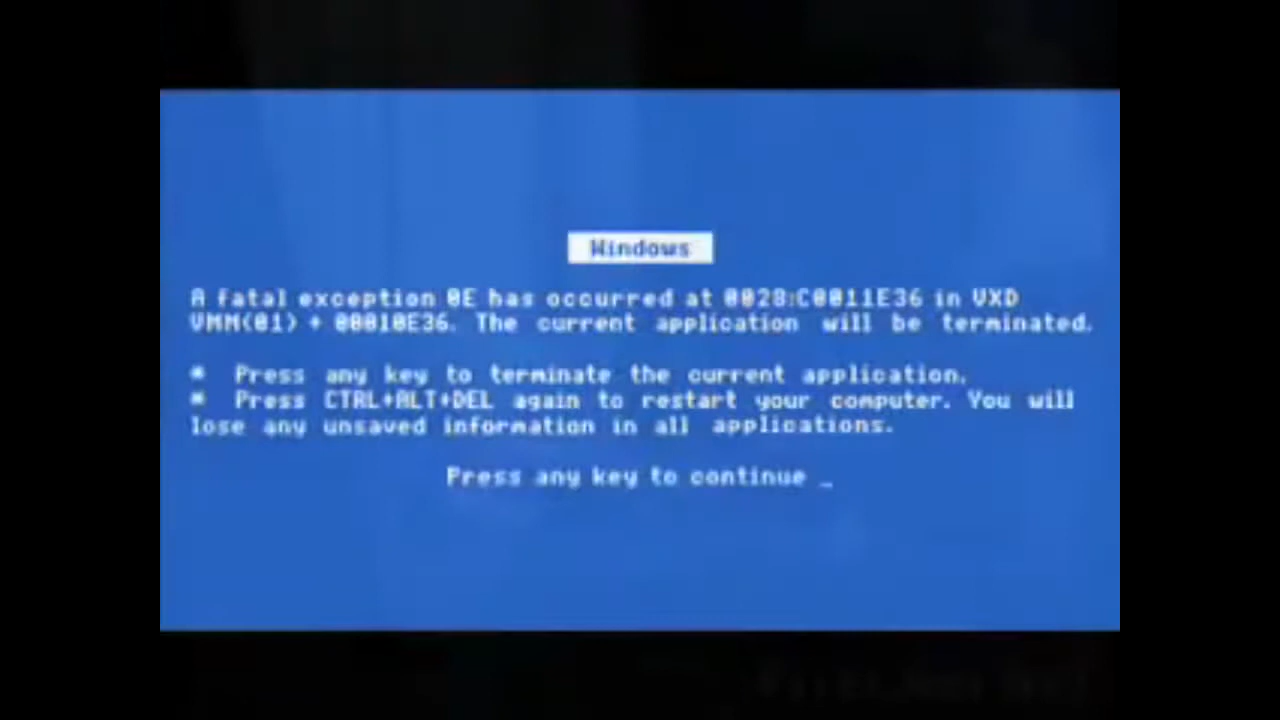 Windows
A fatal exception 0E has occurred at 0028:C0011E36 in VXD
VMM(01) + 00010E36. The current application will be terminated.
* Press any key to terminate the current application.
* Press CTRL+ALT+DEL again to restart your computer. You will
lose any unsaved information in all applications.
Press any key to continue _